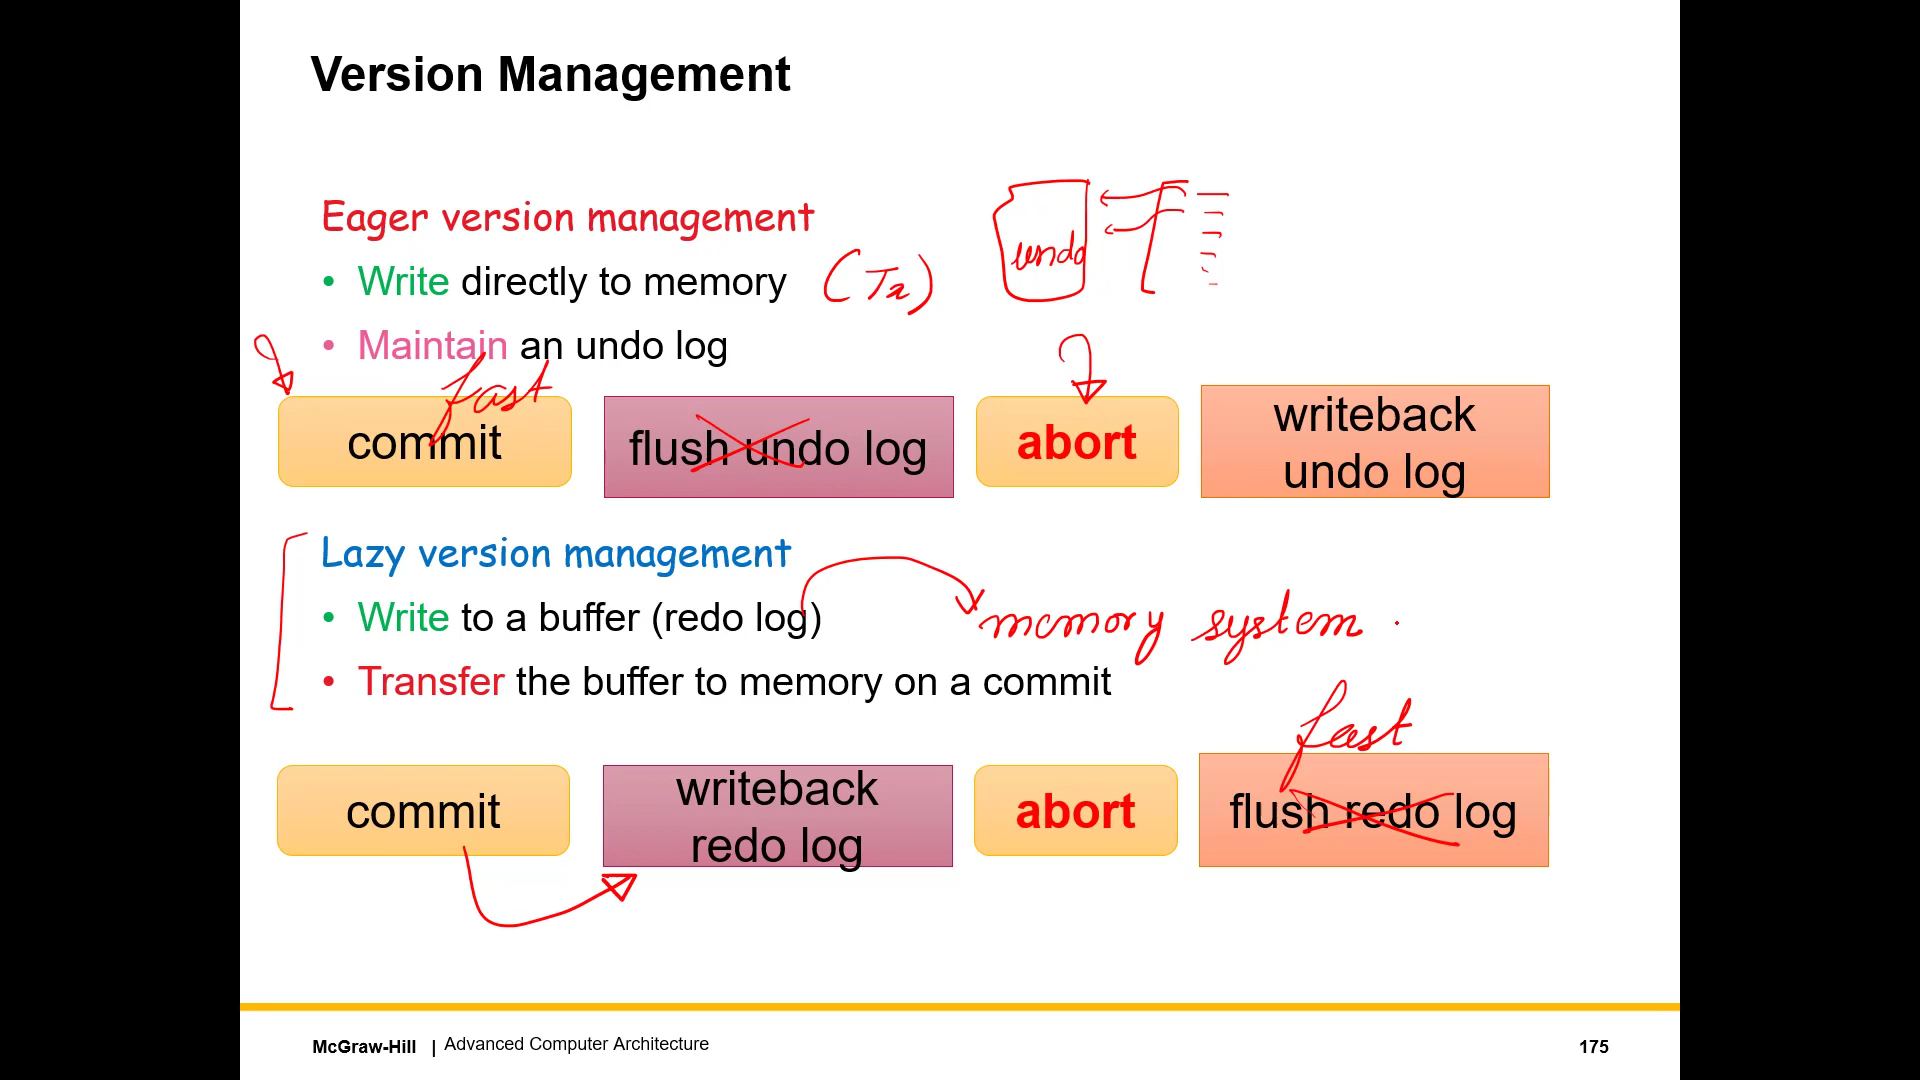 Version Management
Eager version management
• Write directly to memory (Tx)
undo
• Maintain an undo log
fast
commit
flush undo log
abort
writeback
undo log
Lazy version management
• Write to a buffer (redo log)
memory system
• Transfer the buffer to memory on a commit
fast
commit
writeback
redo log
abort
flush redo log
McGraw-Hill | Advanced Computer Architecture
175